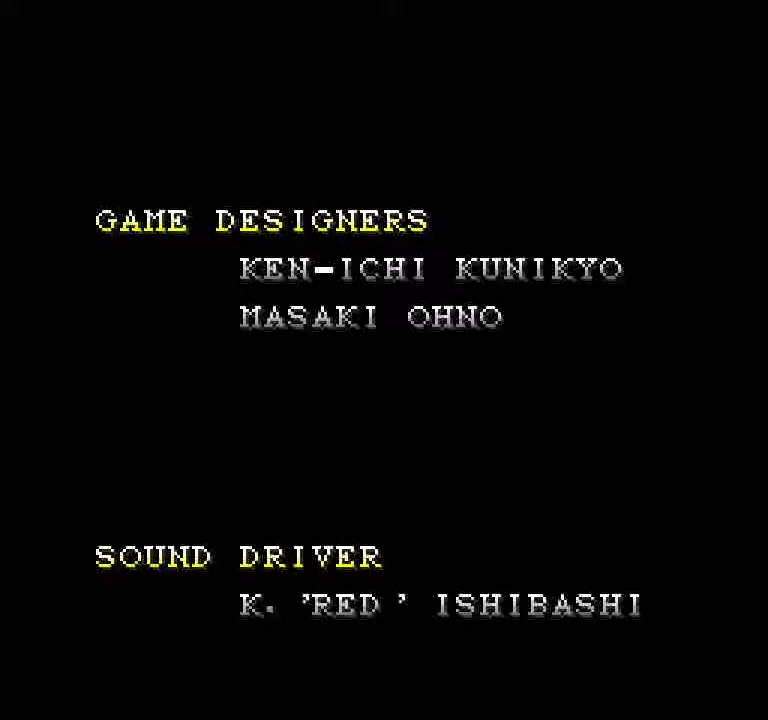 GAME DESIGNERS
KEN-ICHI KUNIKYO
MASAKI OHNO
SOUND DRIVER
K. 'RED ' ISHIBASHI